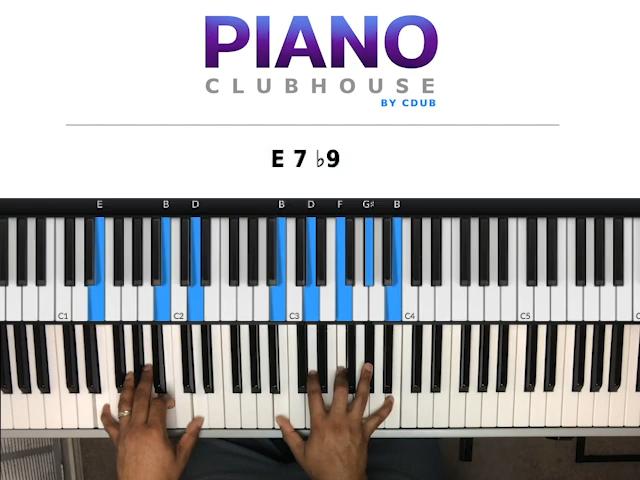 PIANO
CLUBHOUSE
BY CDUB
E 7 ♭9
E B D B D F G♯ B
C1 C2 C3 C4 C5